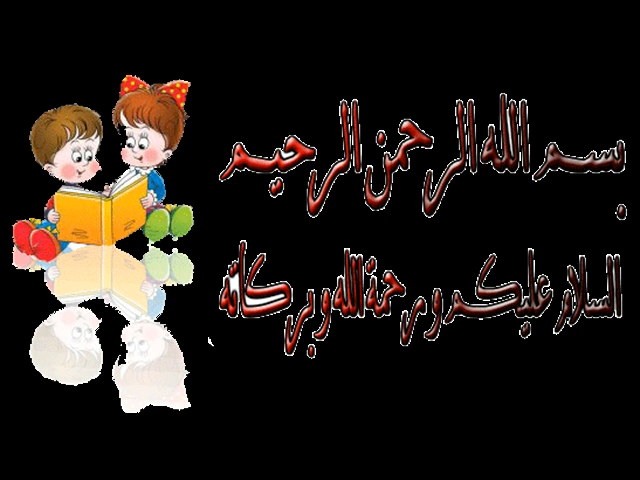 بسم الله الرحمن الرحيم
السلام عليكم ورحمة الله وبركاته